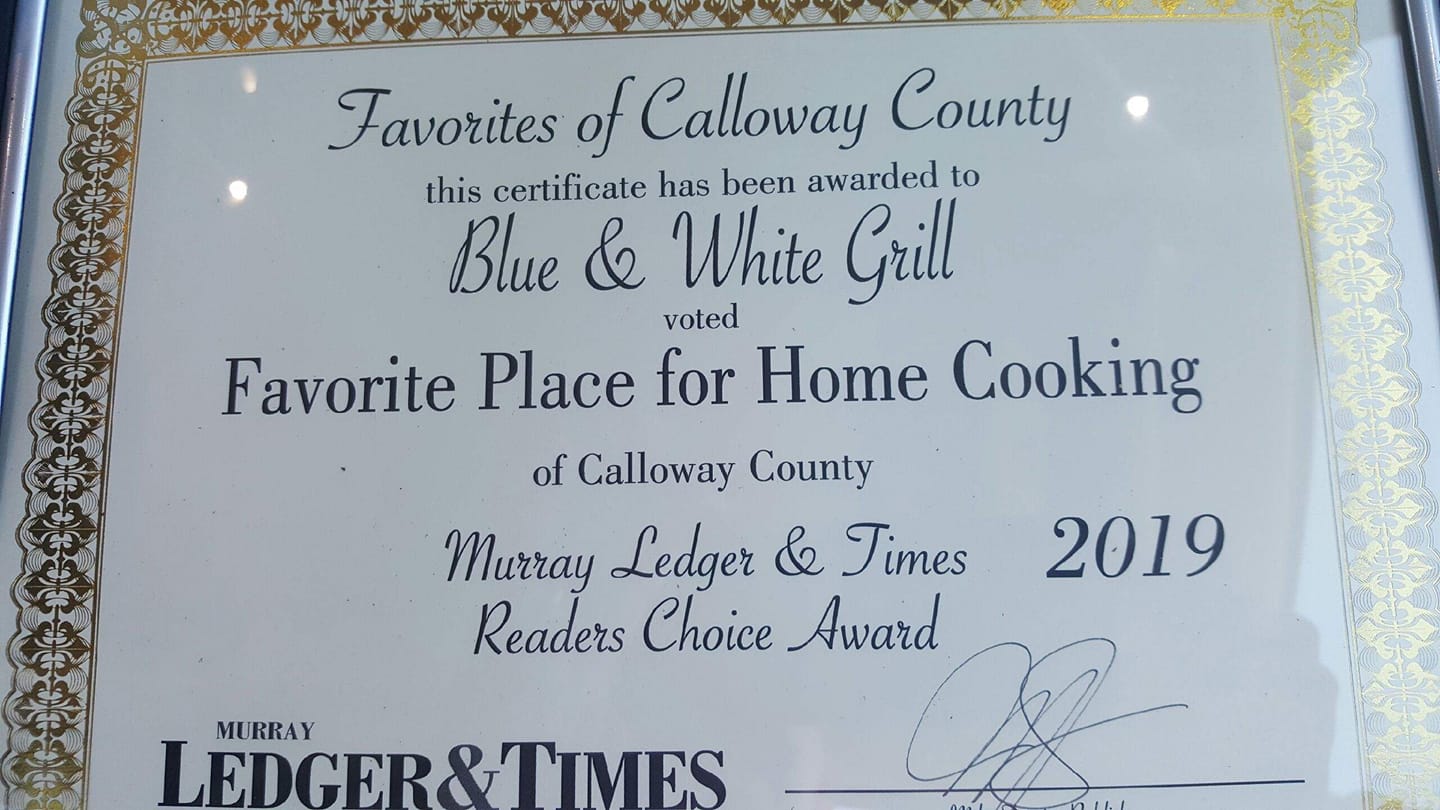 Favorites of Calloway County
this certificate has been awarded to
Blue & White Grill
voted
Favorite Place for Home Cooking
of Calloway County
Murray Ledger & Times 2019
Readers Choice Award
MURRAY
LEDGER & TIMES